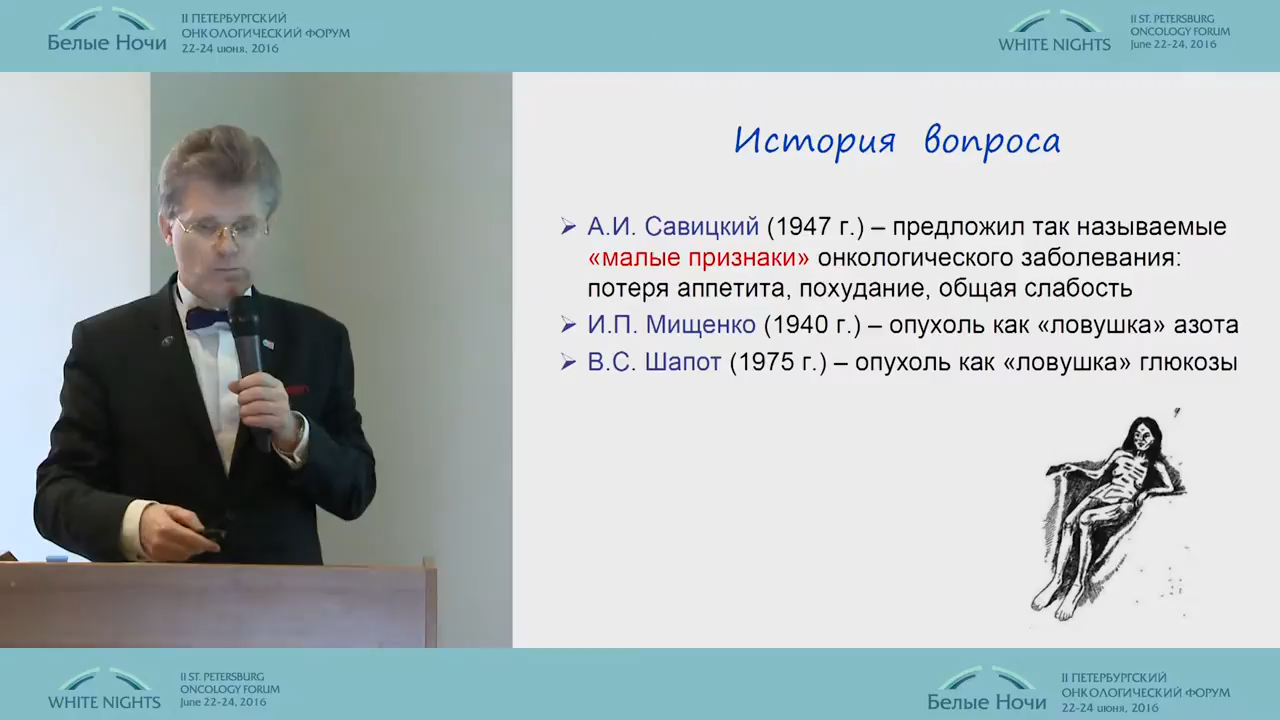 Белые Ночи
II ПЕТЕРБУРГСКИЙ
ОНКОЛОГИЧЕСКИЙ ФОРУМ
22-24 июня, 2016
WHITE NIGHTS
II ST. PETERSBURG
ONCOLOGY FORUM
June 22-24, 2016
История вопроса
А.И. Савицкий (1947 г.) – предложил так называемые
«малые признаки» онкологического заболевания:
потеря аппетита, похудание, общая слабость
И.П. Мищенко (1940 г.) – опухоль как «ловушка» азота
В.С. Шапот (1975 г.) – опухоль как «ловушка» глюкозы
WHITE NIGHTS
II ST. PETERSBURG
ONCOLOGY FORUM
June 22-24, 2016
Белые Ночи
II ПЕТЕРБУРГСКИЙ
ОНКОЛОГИЧЕСКИЙ ФОРУМ
22-24 июня, 2016